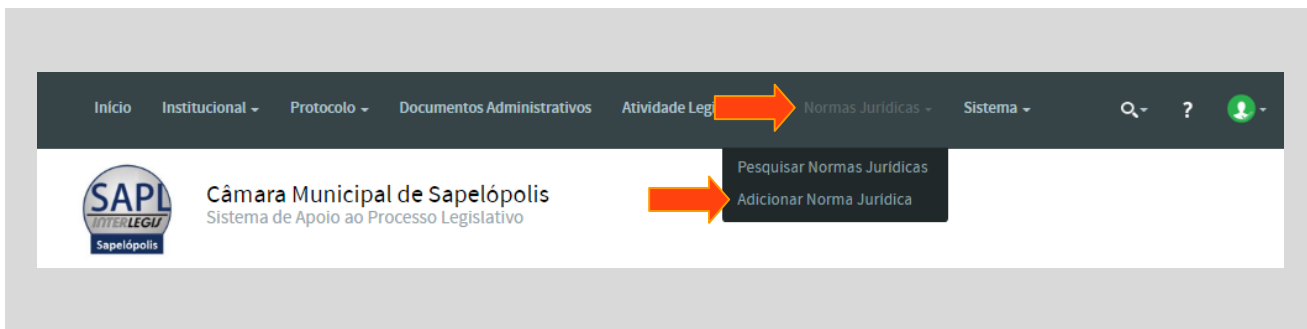 Início Institucional Protocolo Documentos Administrativos Atividade Legi Normas Jurídicas Sistema ?
Pesquisar Normas Jurídicas
Adicionar Norma Jurídica
SAPL
INTERLEGIS
Sapelópolis
Câmara Municipal de Sapelópolis
Sistema de Apoio ao Processo Legislativo